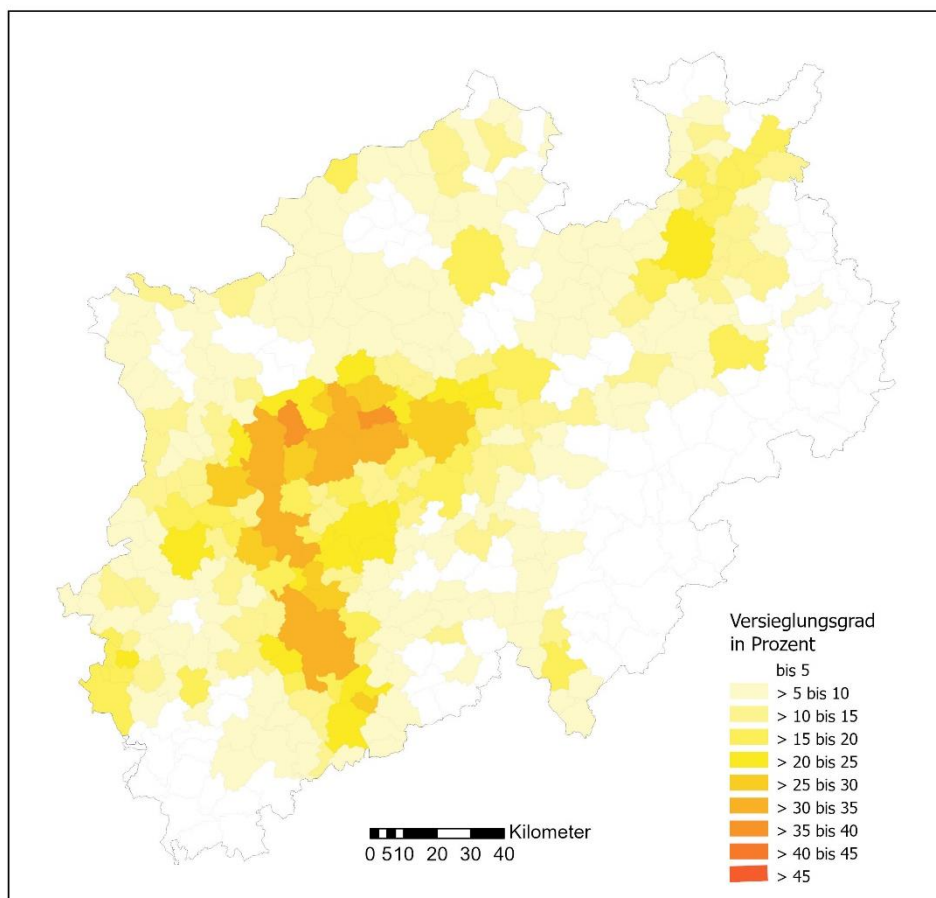 Versieglungsgrad
in Prozent
bis 5
> 5 bis 10
> 10 bis 15
> 15 bis 20
> 20 bis 25
> 25 bis 30
> 30 bis 35
> 35 bis 40
> 40 bis 45
> 45
Kilometer
0 5 10 20 30 40